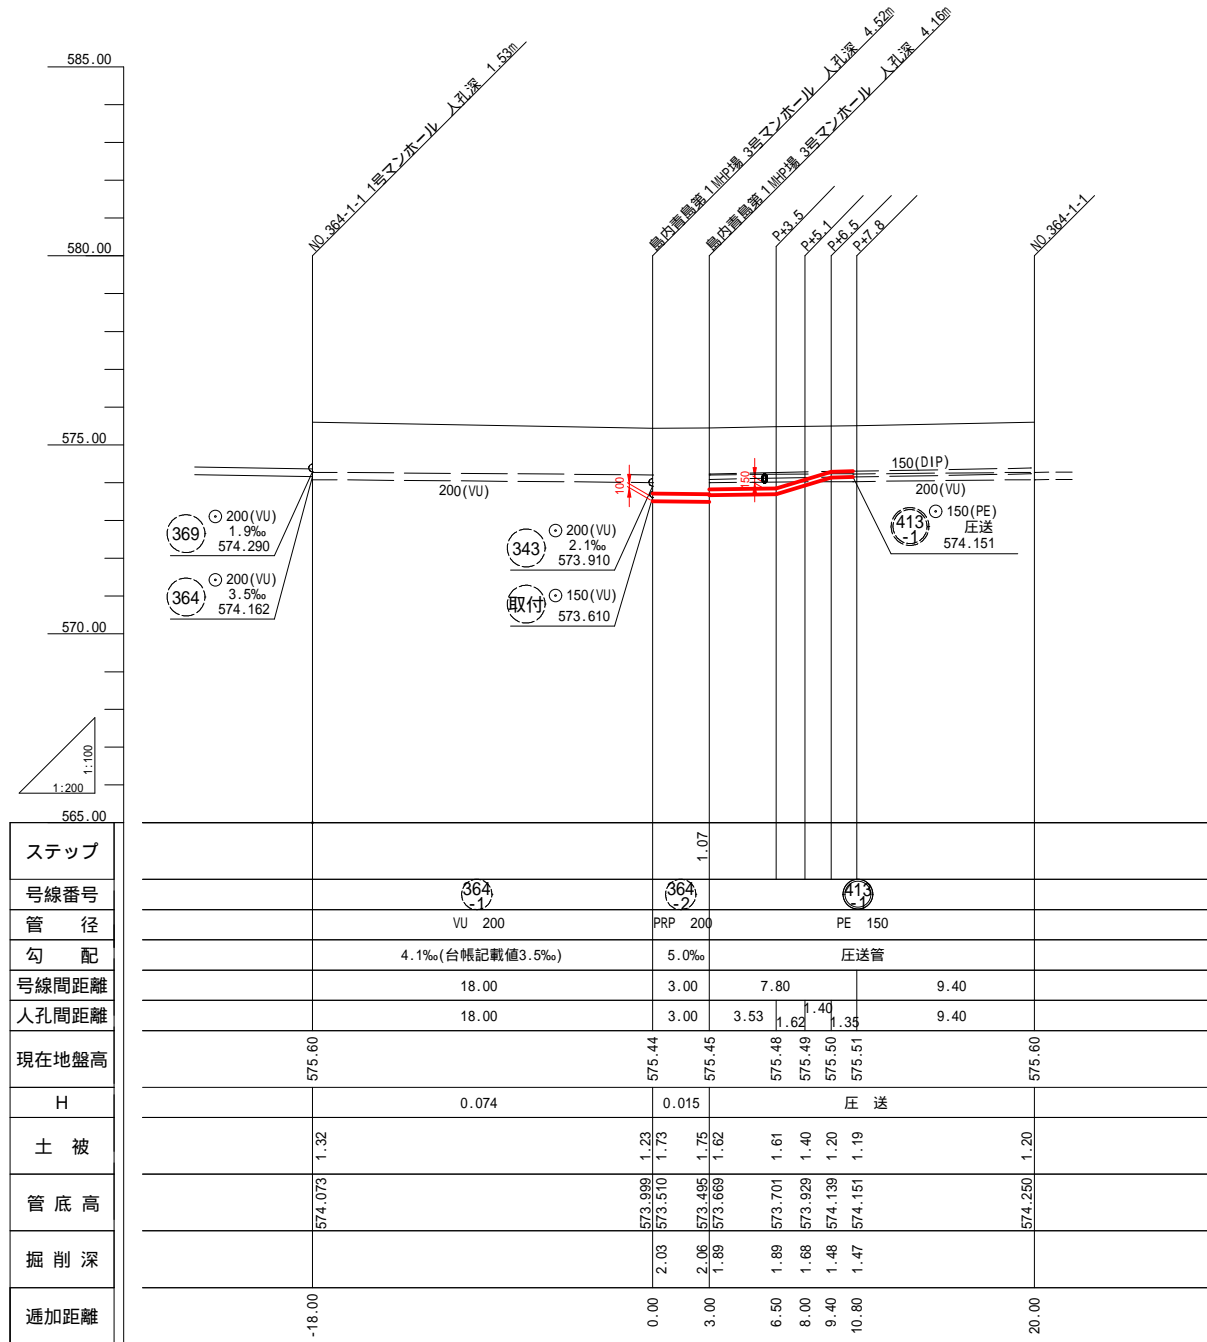 585.00
580.00
575.00
570.00
565.00
1:100
1:200
NO.364-1-1 1号マンホール 人孔深 1.53m
島内青島第1MHP場 3号マンホール 人孔深 4.52m
島内青島第1MHP場 3号マンホール 人孔深 4.16m
P+3.5
P+5.1
P+6.5
P+7.8
NO.364-1-1
200(VU)
100
150
150(DIP)
200(VU)
369 200(VU)
1.9‰
574.290
364 200(VU)
3.5‰
574.162
343 200(VU)
2.1‰
573.910
取付 150(VU)
573.610
413-1 150(PE)
圧送
574.151
ステップ 1.07
号線番号 364-1 364-2 413-1
管 径 VU 200 PRP 200 PE 150
勾 配 4.1‰(台帳記載値3.5‰) 5.0‰ 圧送管
号線間距離 18.00 3.00 7.80 9.40
人孔間距離 18.00 3.00 3.53 1.62 1.40 1.35 9.40
現在地盤高 575.60 575.44 575.45 575.48 575.49 575.50 575.51 575.60
H 0.074 0.015 圧 送
土 被 1.32 1.23 1.73 1.75 1.62 1.61 1.40 1.20 1.19 1.20
管 底 高 574.073 573.999 573.510 573.495 573.669 573.701 573.929 574.139 574.151 574.250
掘 削 深 2.03 2.06 1.89 1.89 1.68 1.48 1.47
逓加距離 -18.00 0.00 3.00 6.50 8.00 9.40 10.80 20.00